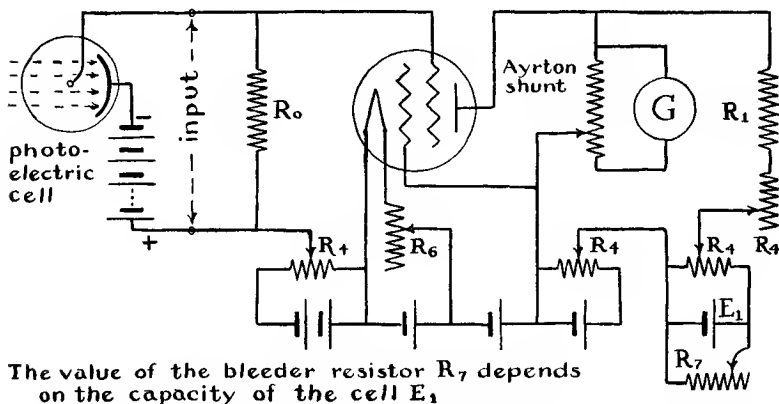 input
Ayrton
shunt
G
R₀
R₁
photo-
electric
cell
−
+
R₄
R₆
R₄
R₄
R₄
E₁
R₇
The value of the bleeder resistor R₇ depends
on the capacity of the cell E₁